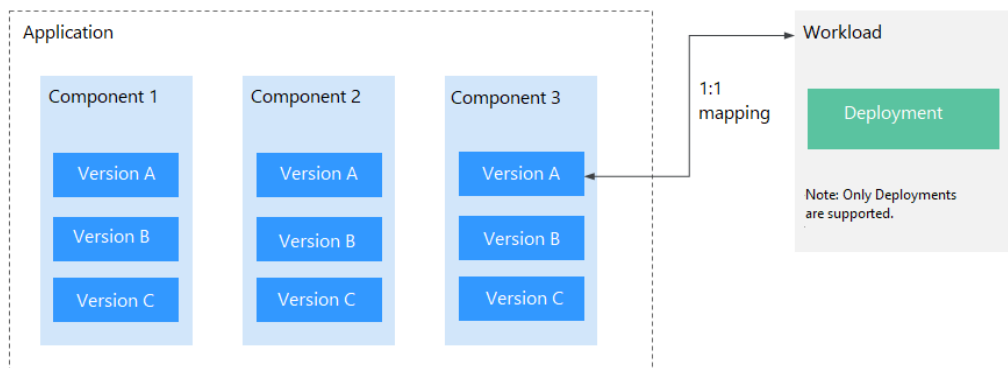 Application
Component 1
Version A
Version B
Version C
Component 2
Version A
Version B
Version C
Component 3
Version A
Version B
Version C
1:1
mapping
Workload
Deployment
Note: Only Deployments
are supported.